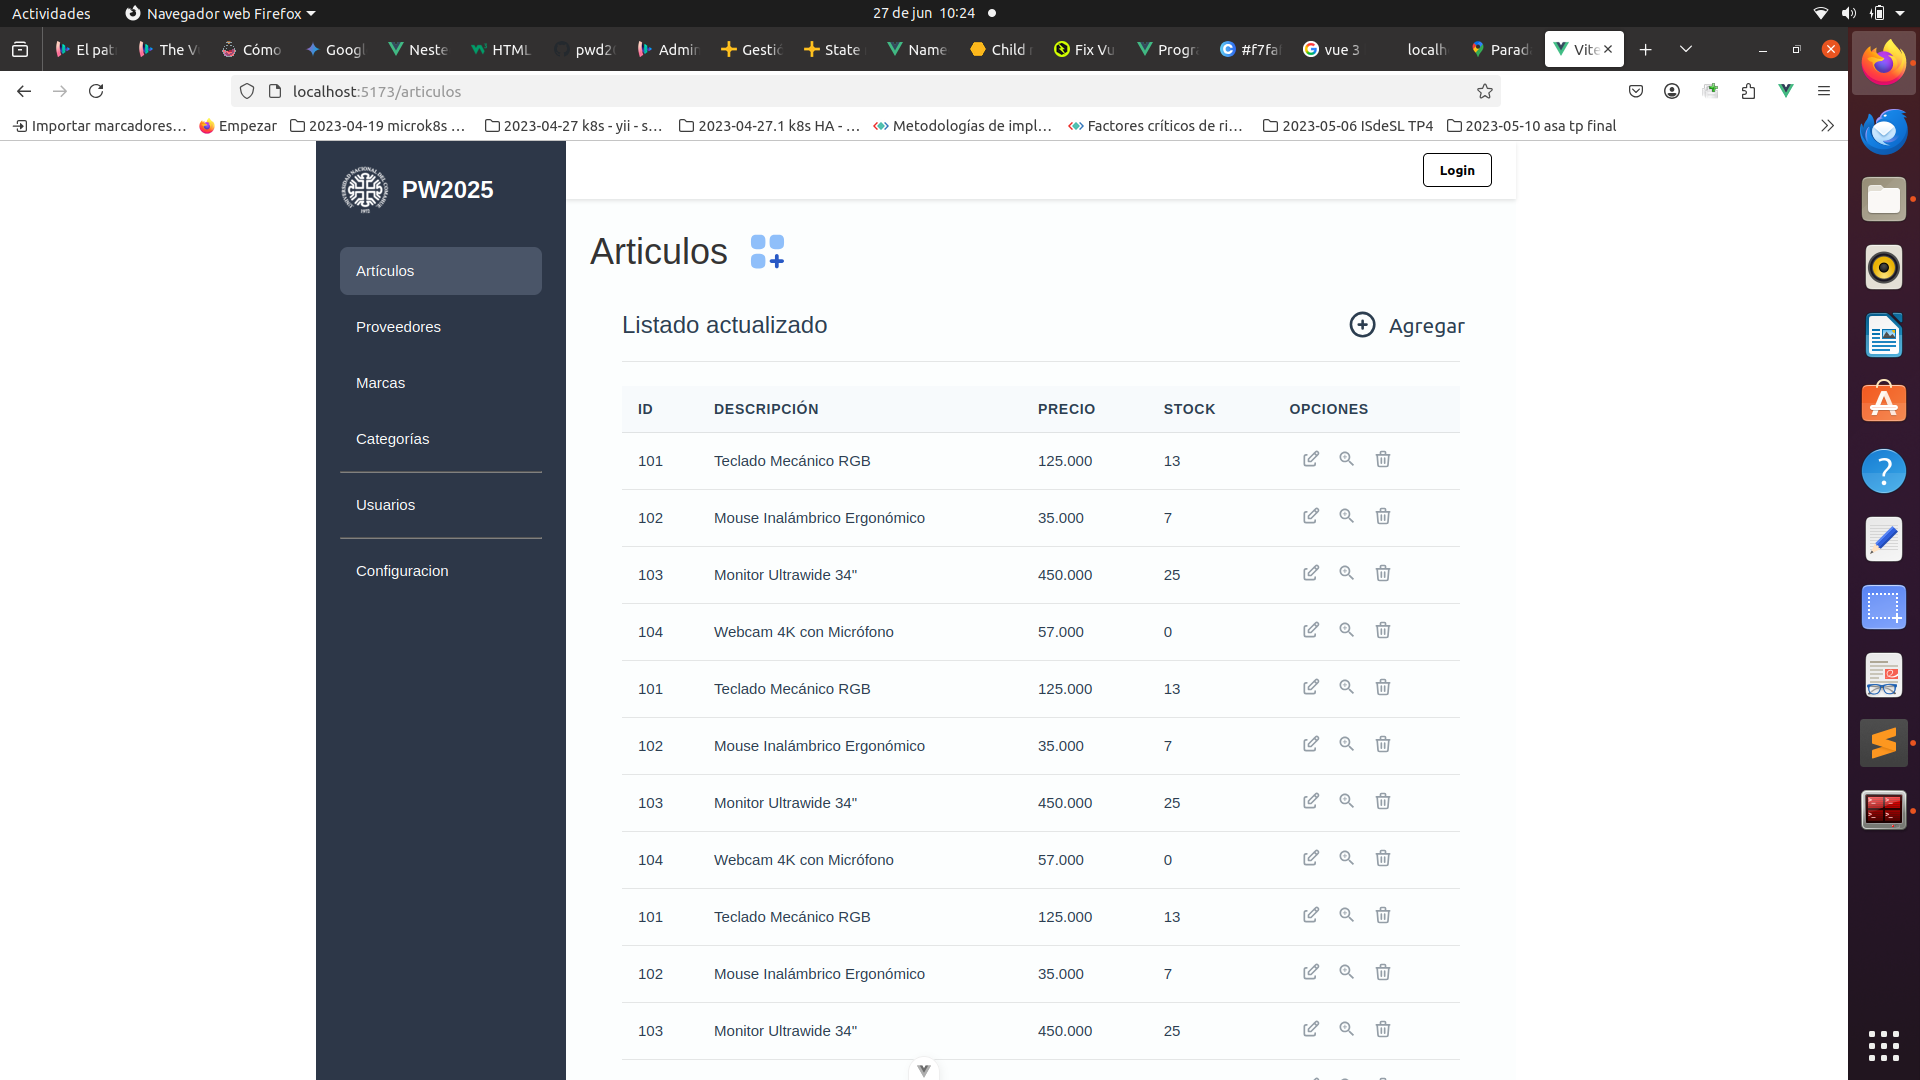 Actividades Navegador web Firefox 27 de jun 10:24
El pat The V Cómo Googl Neste HTML pwd20 Admin Gestió State Name Child r Fix Vu Progra #f7faf vue 3 localh Parad Vite
localhost:5173/articulos
Importar marcadores... Empezar 2023-04-19 microk8s ... 2023-04-27 k8s - yii - s... 2023-04-27.1 k8s HA - ... Metodologías de impl... Factores críticos de ri... 2023-05-06 ISdeSL TP4 2023-05-10 asa tp final
PW2025
Login
Artículos
Proveedores
Marcas
Categorías
Usuarios
Configuracion
Articulos
Listado actualizado Agregar
ID DESCRIPCIÓN PRECIO STOCK OPCIONES
101 Teclado Mecánico RGB 125.000 13
102 Mouse Inalámbrico Ergonómico 35.000 7
103 Monitor Ultrawide 34" 450.000 25
104 Webcam 4K con Micrófono 57.000 0
101 Teclado Mecánico RGB 125.000 13
102 Mouse Inalámbrico Ergonómico 35.000 7
103 Monitor Ultrawide 34" 450.000 25
104 Webcam 4K con Micrófono 57.000 0
101 Teclado Mecánico RGB 125.000 13
102 Mouse Inalámbrico Ergonómico 35.000 7
103 Monitor Ultrawide 34" 450.000 25